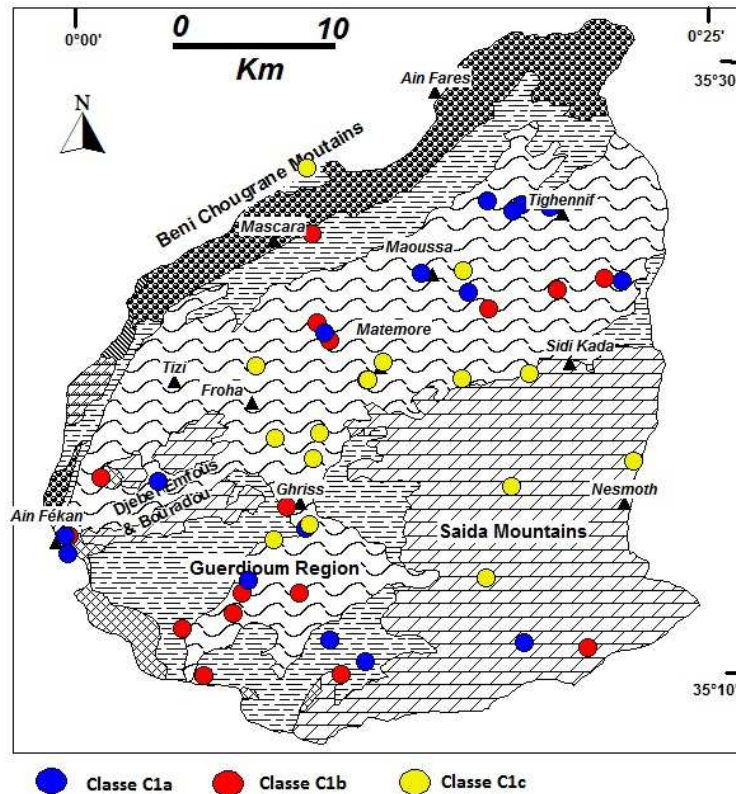 0°00'
0
10
Km
0°25'
35°30
N
Ain Fares
Beni Chougrane Moutains
Mascara
Tighennif
Maoussa
Matemore
Sidi Kada
Tizi
Froha
Djebel Emfous
& Bouradou
Ghriss
Nesmoth
Ain Fékan
Saida Mountains
Guerdioum Region
35°10'
Classe C1a
Classe C1b
Classe C1c